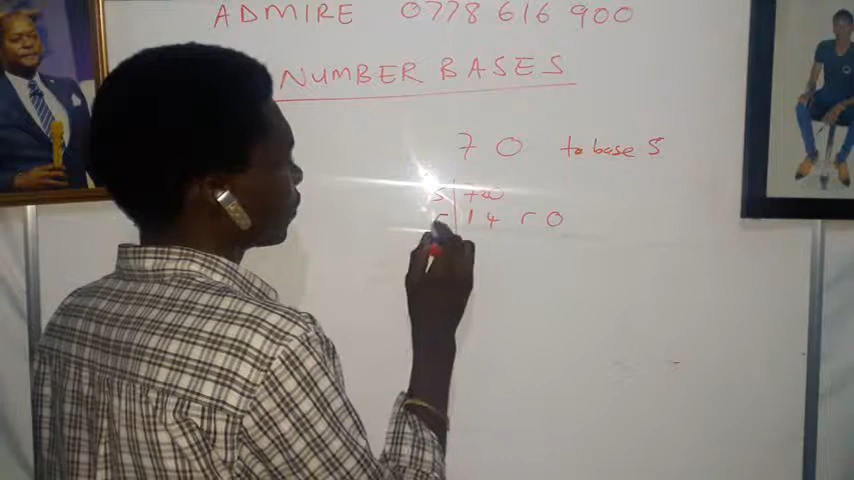 ADMIRE 0778 616 900
NUMBER BASES
70 to base 5
5 70
5 14 r 0